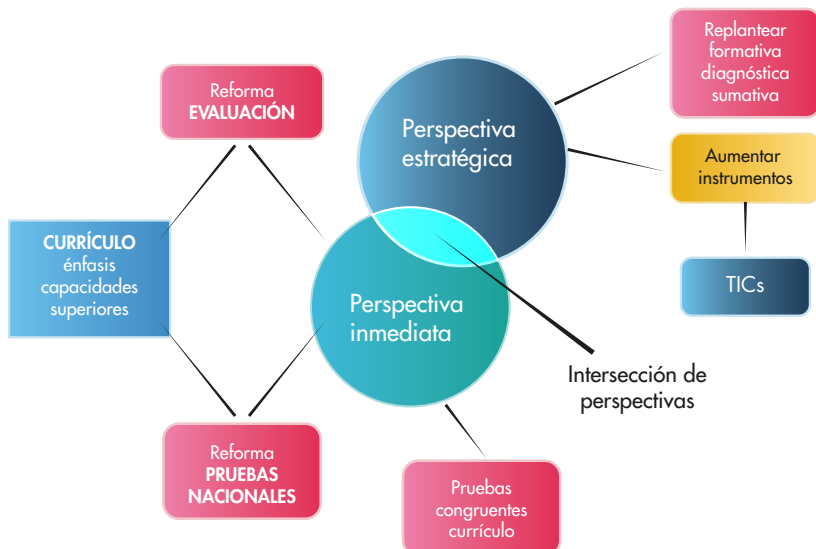 Replantear
formativa
diagnóstica
sumativa
Reforma
EVALUACIÓN
Perspectiva
estratégica
Aumentar
instrumentos
CURRÍCULO
énfasis
capacidades
superiores
TICs
Perspectiva
inmediata
Intersección de
perspectivas
Reforma
PRUEBAS
NACIONALES
Pruebas
congruentes
currículo